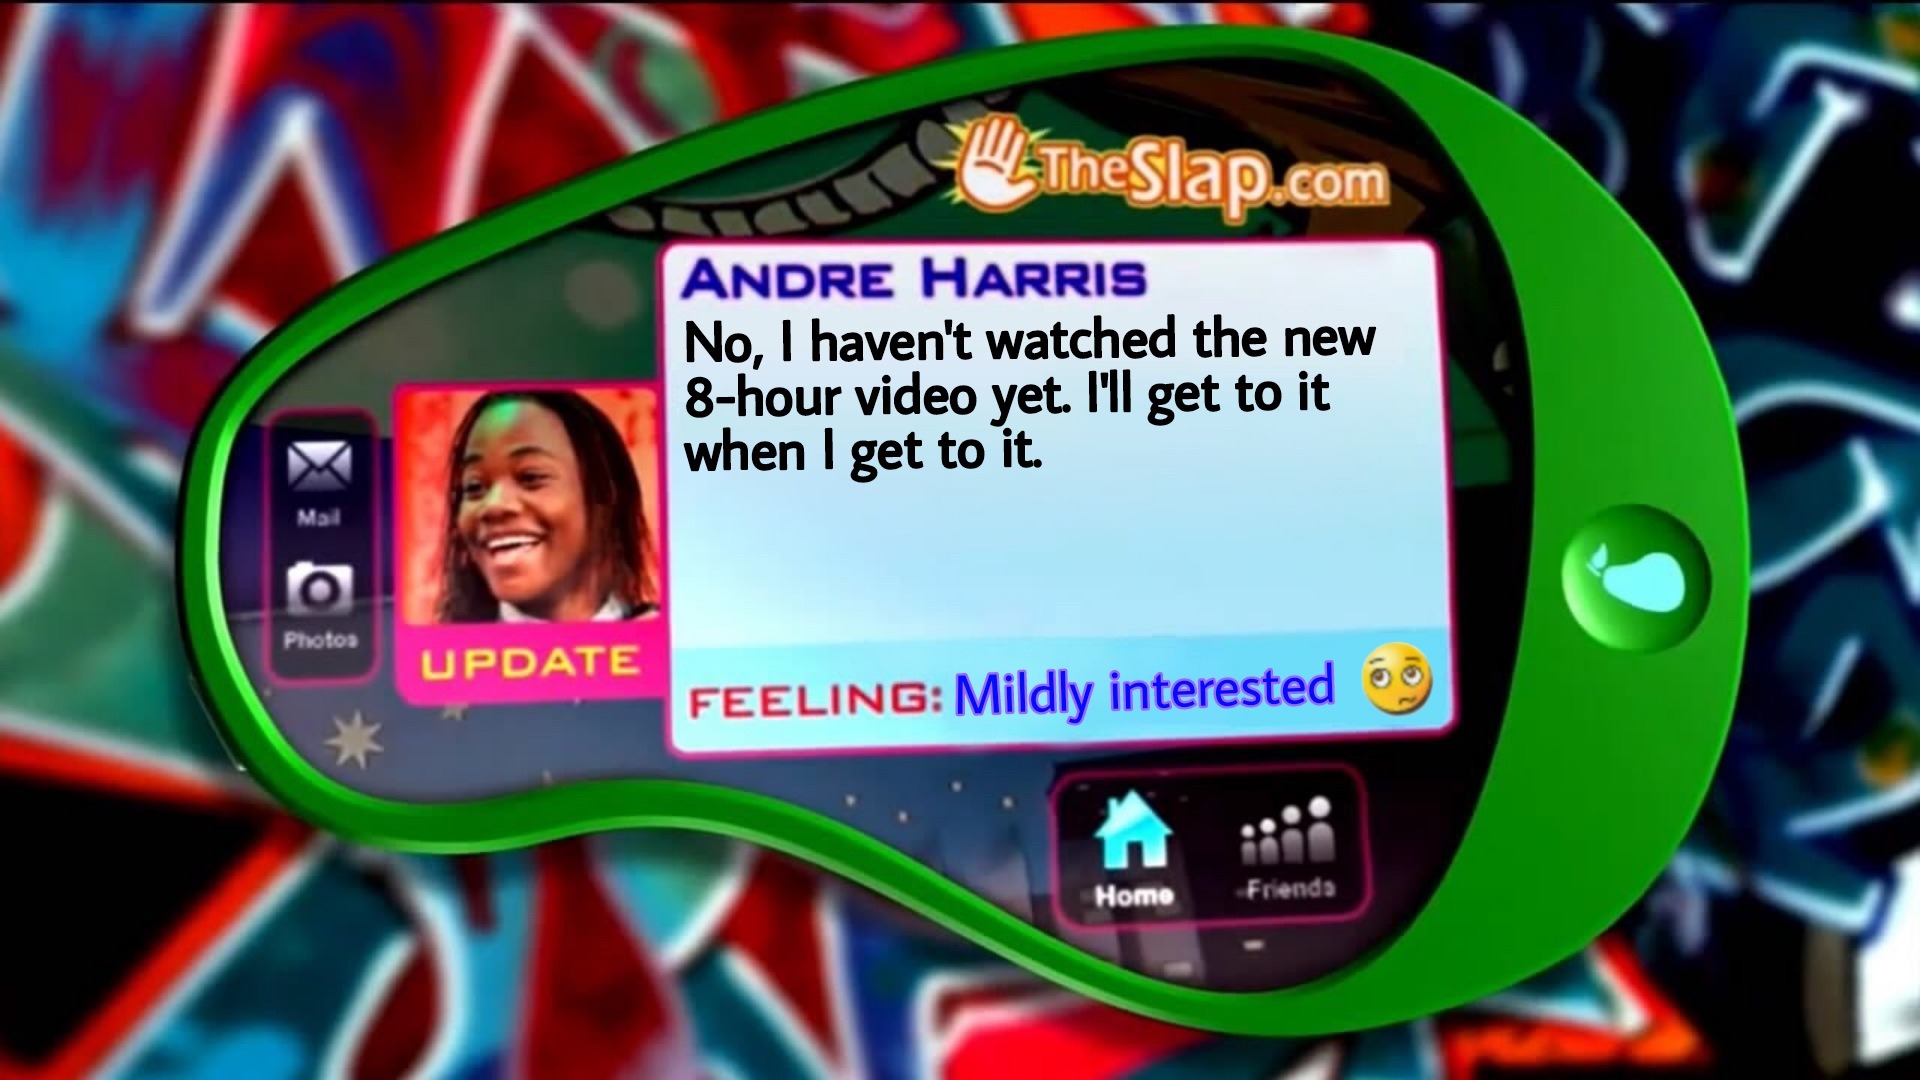 TheSlap.com
ANDRE HARRIS
No, I haven't watched the new
8-hour video yet. I'll get to it
when I get to it.
Mail
Photos
UPDATE
FEELING: Mildly interested
Home
Friends